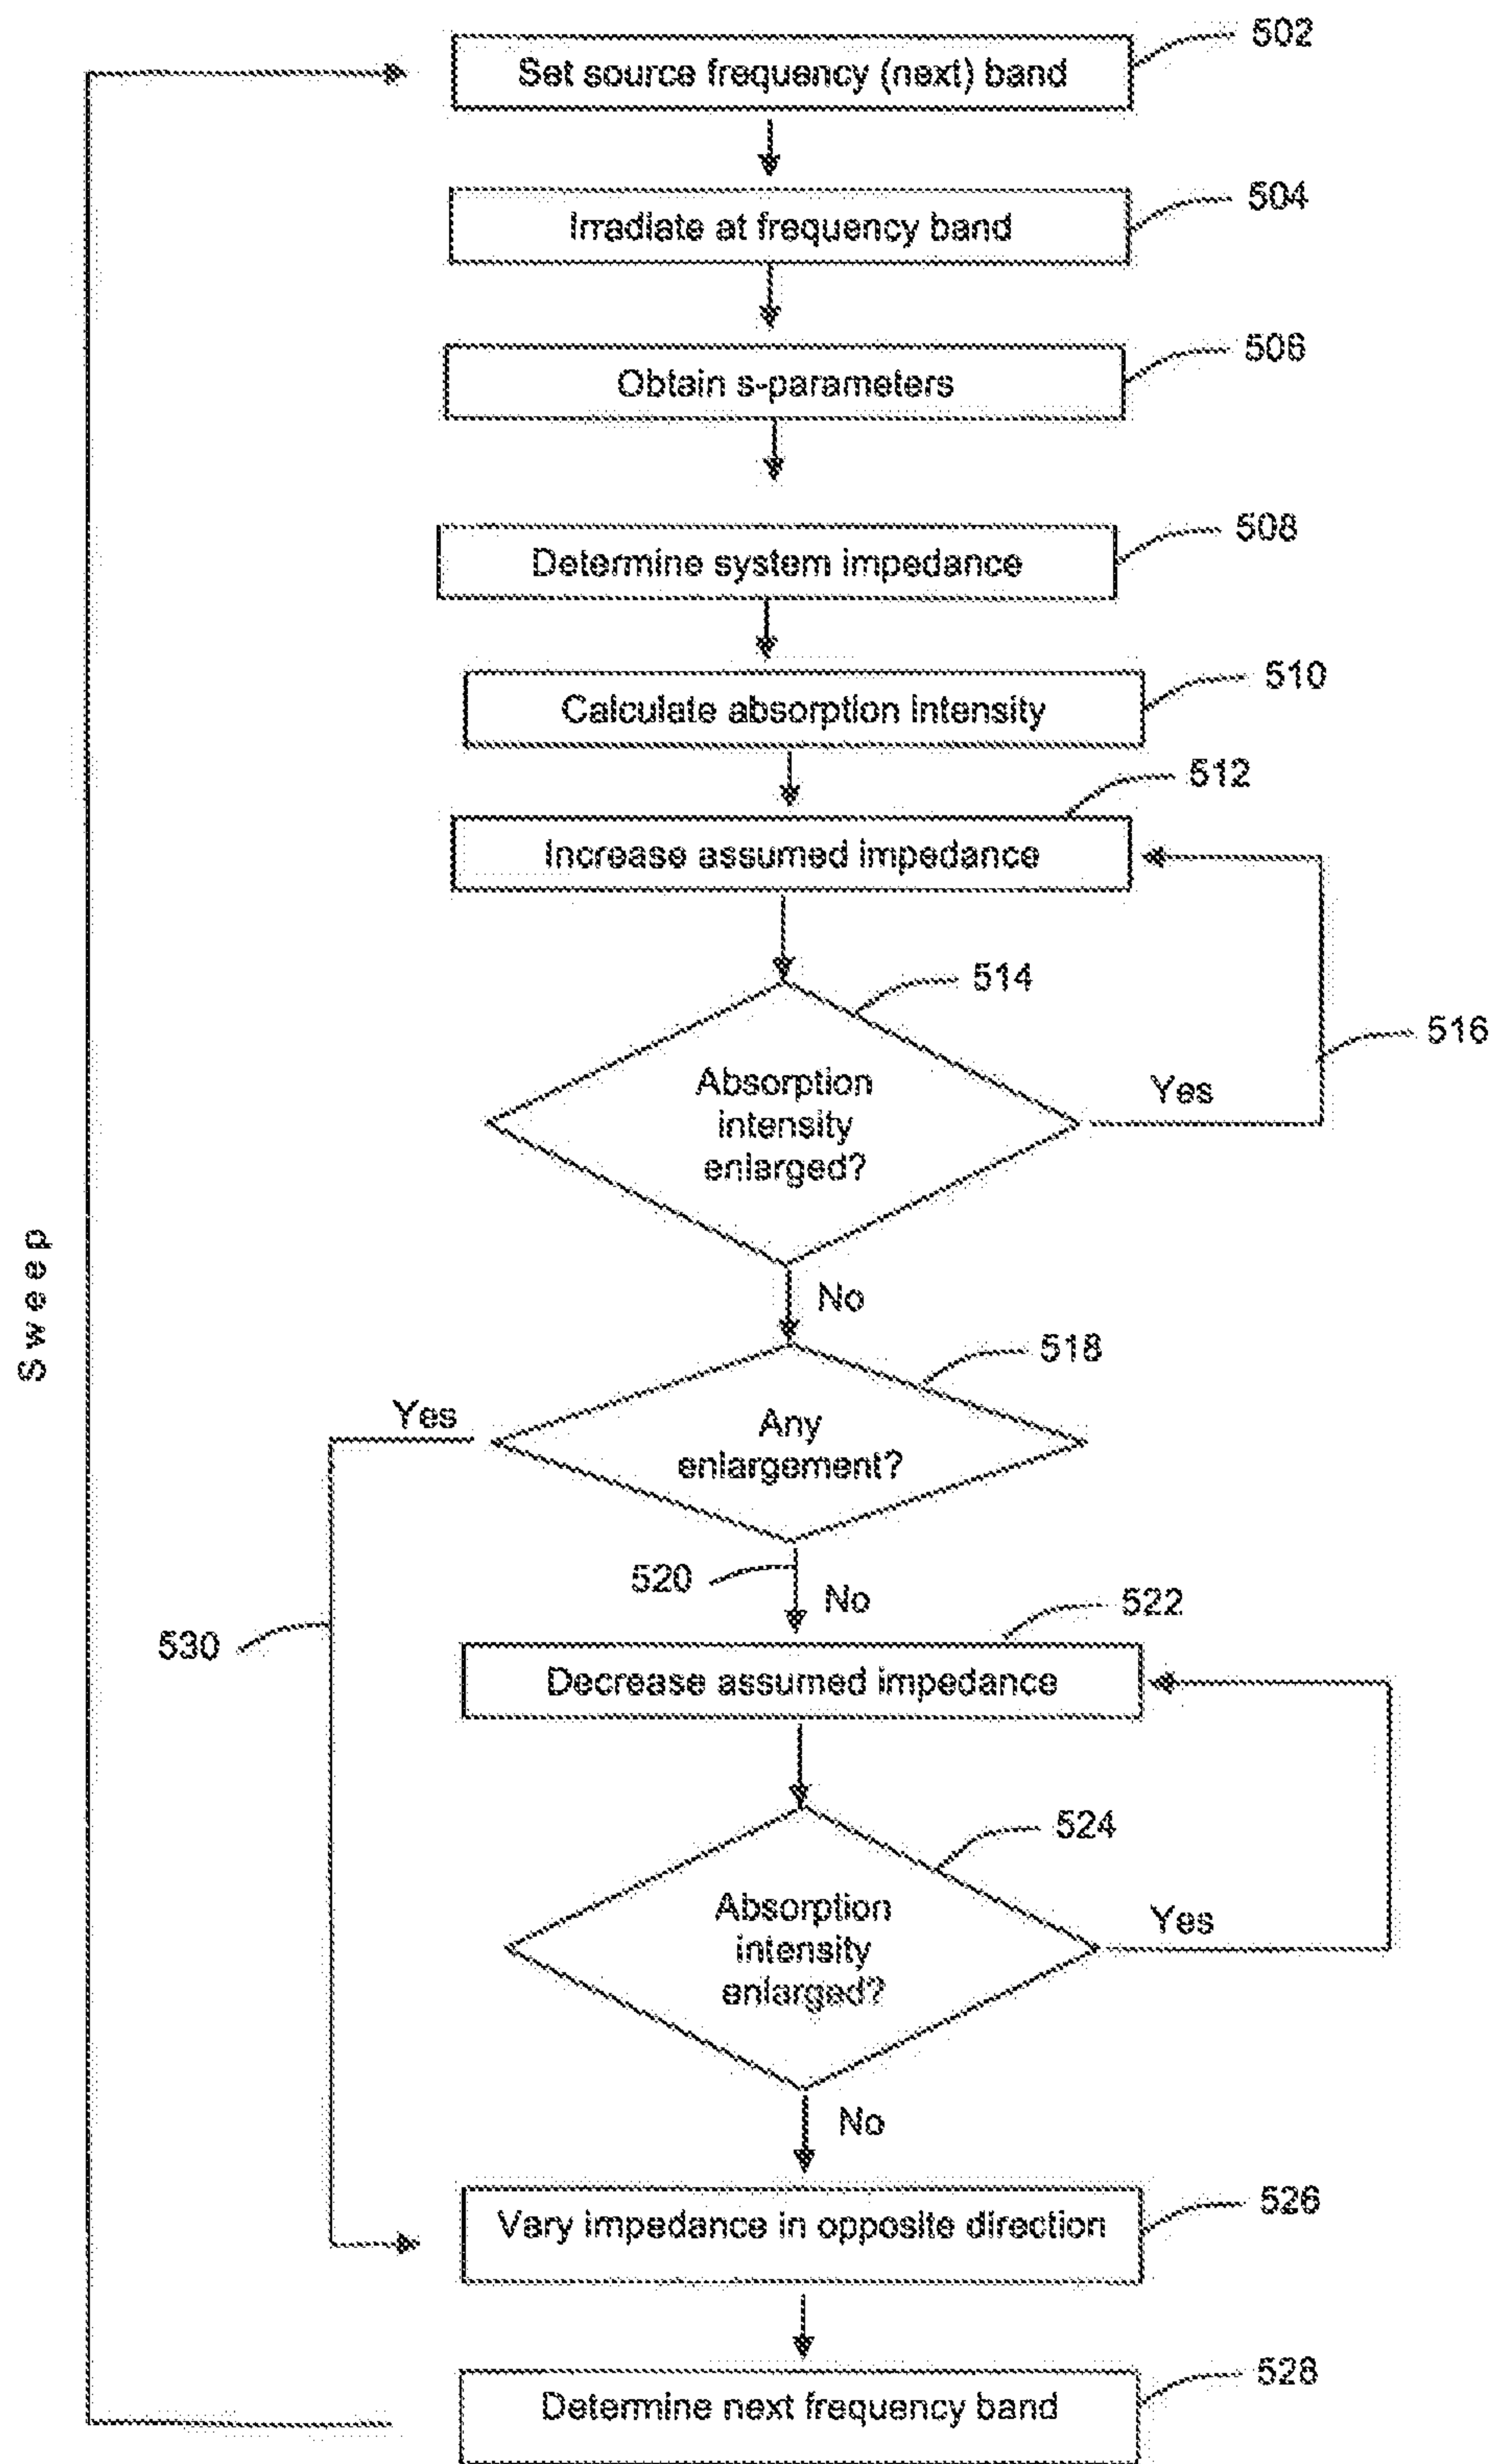 502
Set source frequency (next) band
504
Irradiate at frequency band
506
Obtain s-parameters
508
Determine system impedance
510
Calculate absorption intensity
512
Increase assumed impedance
514
516
Absorption
intensity
enlarged?
Yes
No
Sweep
518
Yes
Any
enlargement?
520
No
522
530
Decrease assumed impedance
524
Absorption
intensity
enlarged?
Yes
No
526
Vary impedance in opposite direction
528
Determine next frequency band